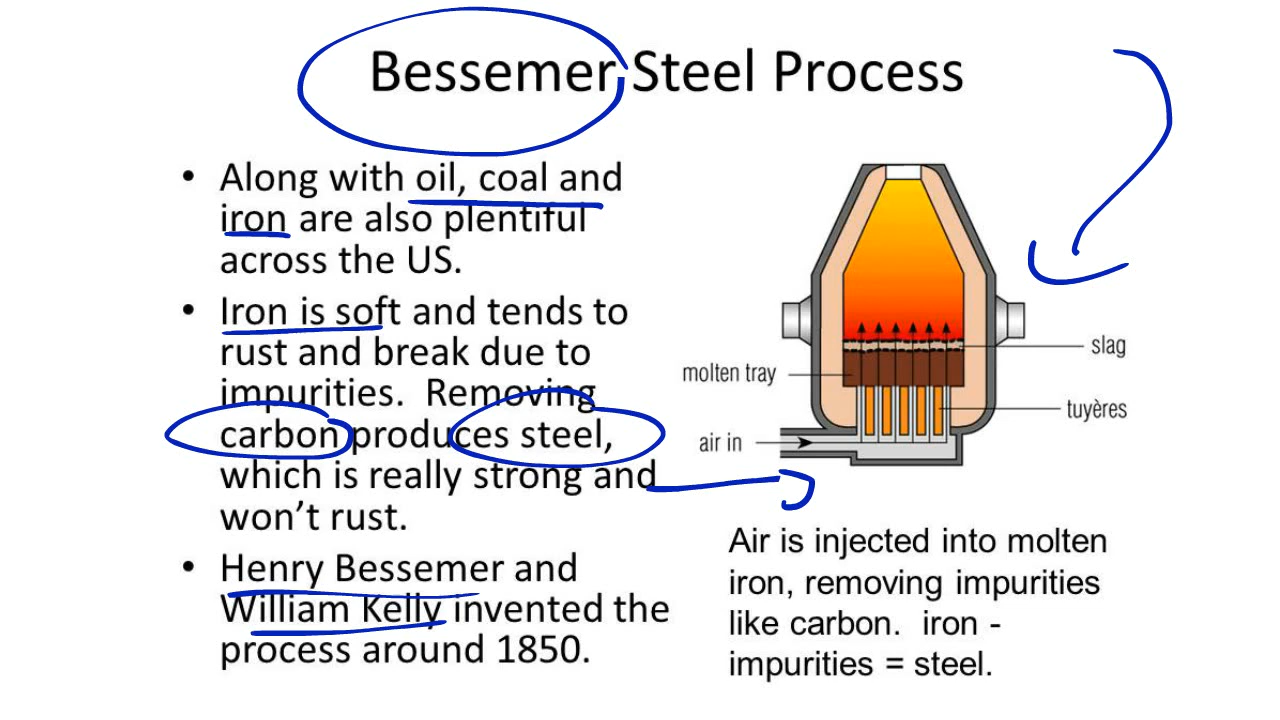 Bessemer Steel Process
• Along with oil, coal and
iron are also plentiful
across the US.
• Iron is soft and tends to
rust and break due to
impurities. Removing
carbon produces steel,
which is really strong and
won't rust.
• Henry Bessemer and
William Kelly invented the
process around 1850.
slag
molten tray
tuyères
air in
Air is injected into molten
iron, removing impurities
like carbon. iron -
impurities = steel.